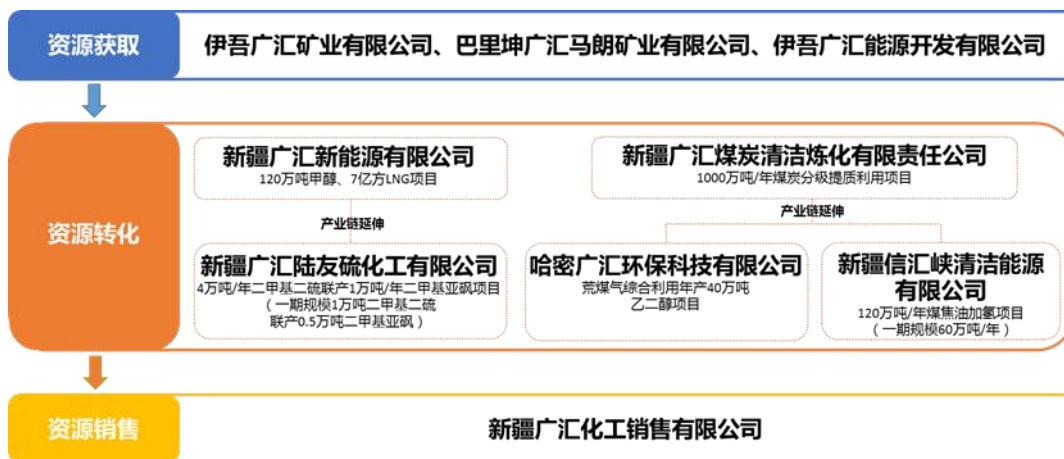 资源获取
伊吾广汇矿业有限公司、巴里坤广汇马朗矿业有限公司、伊吾广汇能源开发有限公司
资源转化
新疆广汇新能源有限公司
120万吨甲醇、7亿方LNG项目
新疆广汇煤炭清洁炼化有限责任公司
1000万吨/年煤炭分级提质利用项目
产业链延伸
产业链延伸
新疆广汇陆友硫化工有限公司
4万吨/年二甲基二硫联产1万吨/年二甲基亚砜项目
（一期规模1万吨二甲基二硫
联产0.5万吨二甲基亚砜）
哈密广汇环保科技有限公司
荒煤气综合利用年产40万吨
乙二醇项目
新疆信汇峡清洁能源
有限公司
120万吨/年煤焦油加氢项目
（一期规模60万吨/年）
资源销售
新疆广汇化工销售有限公司